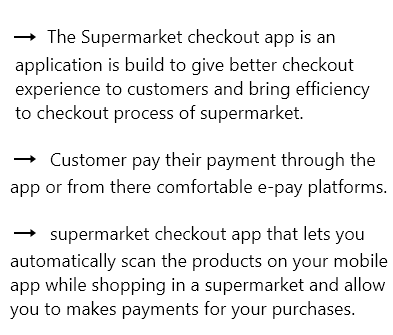 → The Supermarket checkout app is an
application is build to give better checkout
experience to customers and bring efficiency
to checkout process of supermarket.
→ Customer pay their payment through the
app or from there comfortable e-pay platforms.
→ supermarket checkout app that lets you
automatically scan the products on your mobile
app while shopping in a supermarket and allow
you to makes payments for your purchases.